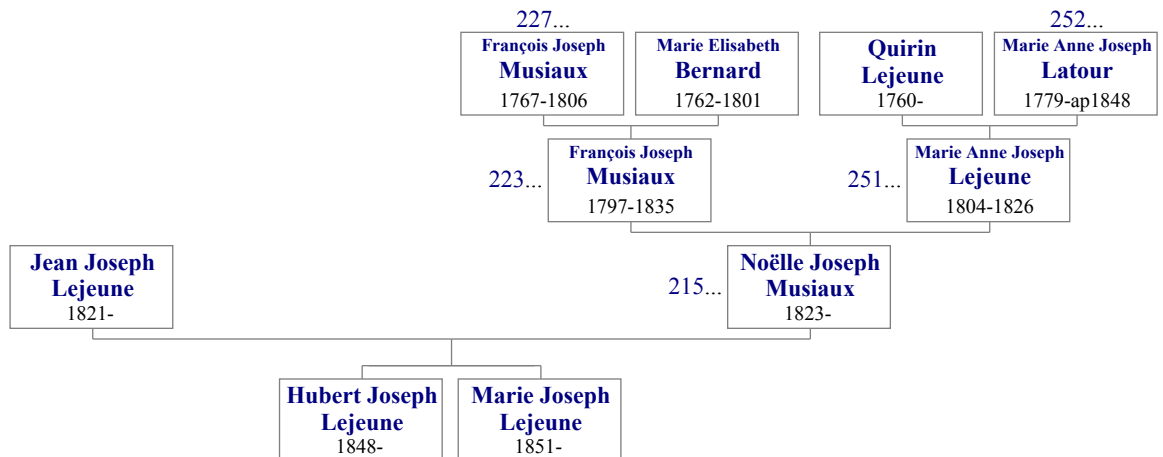 227...
252...
François Joseph
Musiaux
1767-1806
Marie Elisabeth
Bernard
1762-1801
Quirin
Lejeune
1760-
Marie Anne Joseph
Latour
1779-ap1848
223...
François Joseph
Musiaux
1797-1835
251...
Marie Anne Joseph
Lejeune
1804-1826
Jean Joseph
Lejeune
1821-
215...
Noëlle Joseph
Musiaux
1823-
Hubert Joseph
Lejeune
1848-
Marie Joseph
Lejeune
1851-